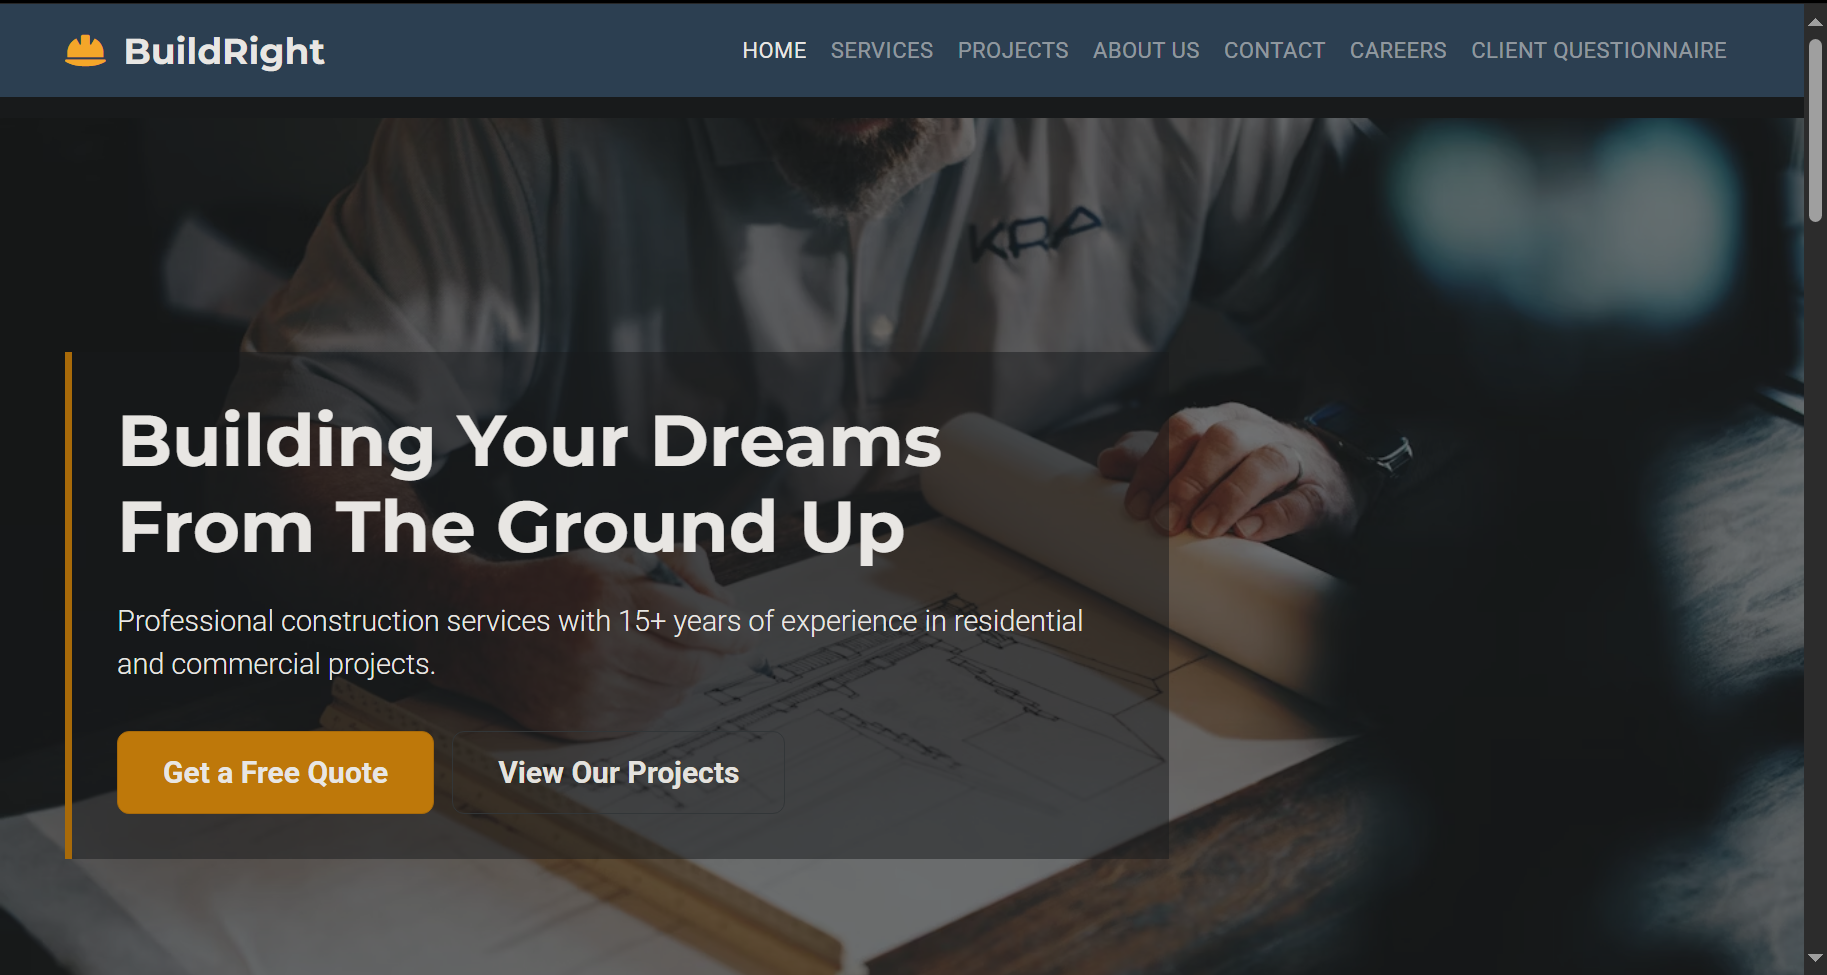 BuildRight
HOME SERVICES PROJECTS ABOUT US CONTACT CAREERS CLIENT QUESTIONNAIRE
KRA
Building Your Dreams
From The Ground Up
Professional construction services with 15+ years of experience in residential
and commercial projects.
Get a Free Quote View Our Projects